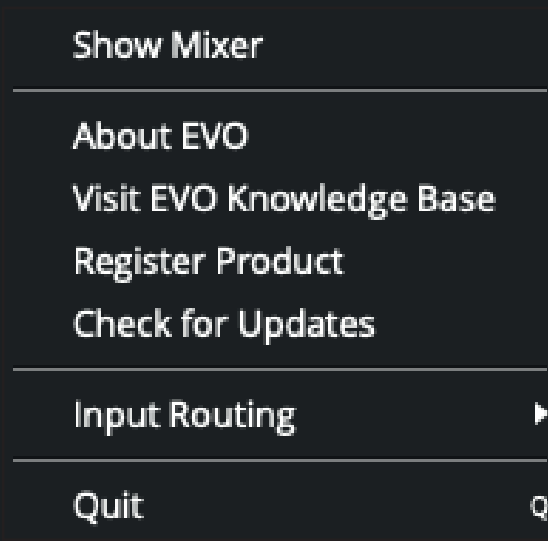 Show Mixer
About EVO
Visit EVO Knowledge Base
Register Product
Check for Updates
Input Routing
Quit Q